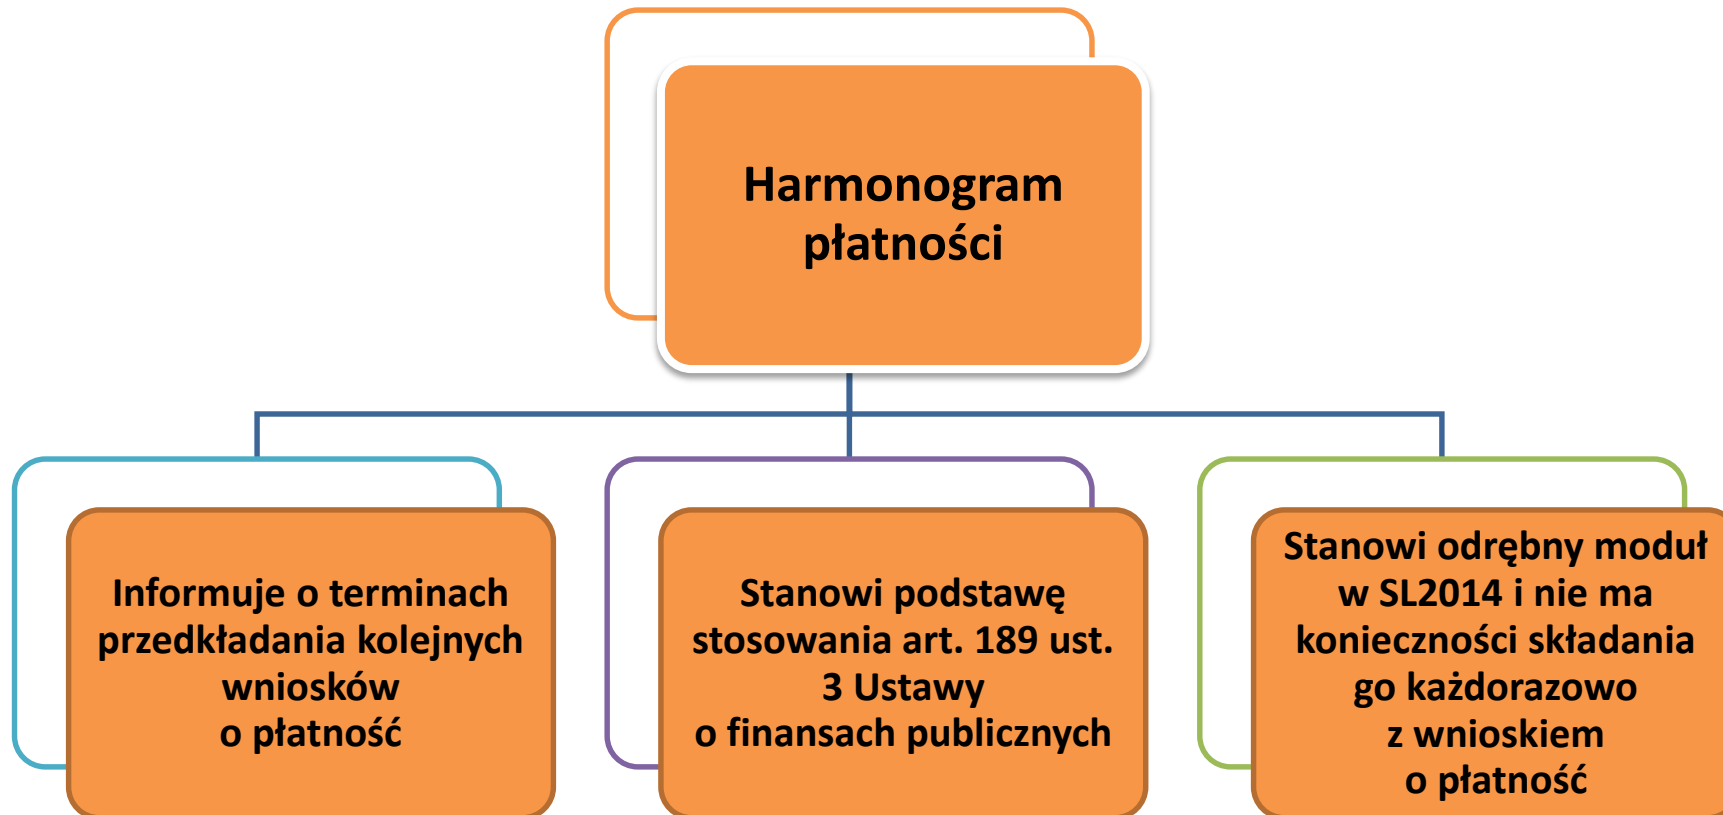 Harmonogram
płatności
Informuje o terminach
przedkładania kolejnych
wniosków
o płatność
Stanowi podstawę
stosowania art. 189 ust.
3 Ustawy
o finansach publicznych
Stanowi odrębny moduł
w SL2014 i nie ma
konieczności składania
go każdorazowo
z wnioskiem
o płatność